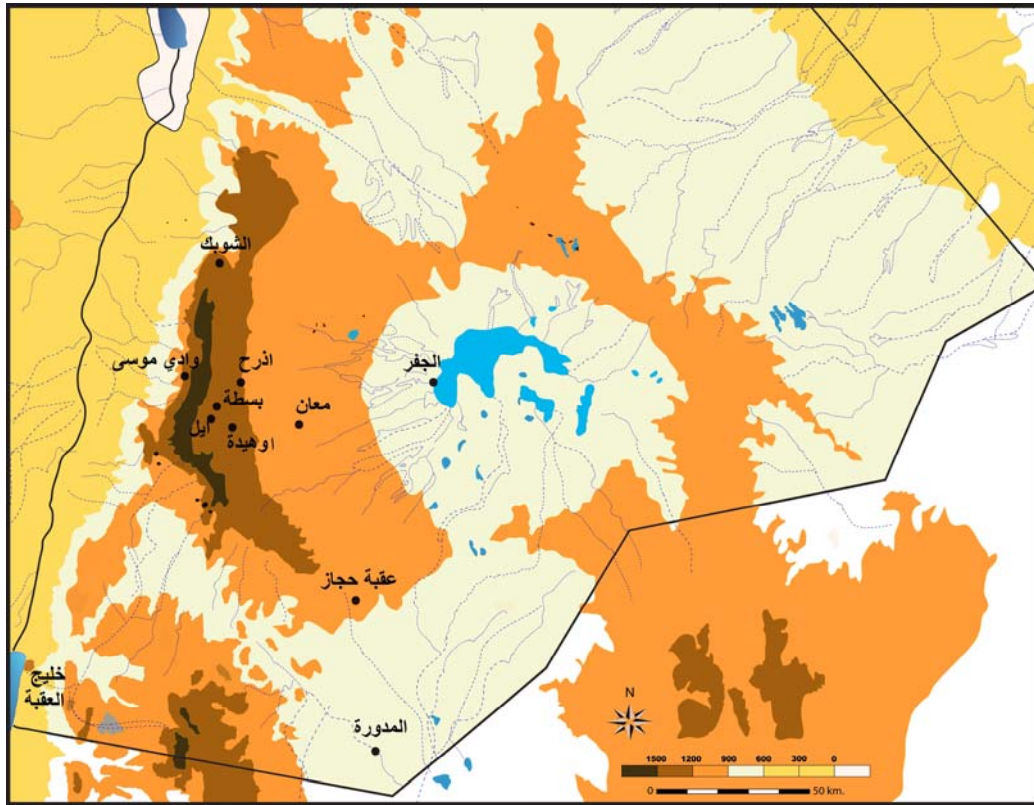 الشوبك
وادي موسى
اذرح
الجفر
بسطة
معان
ايل
اوهيدة
عقبة حجاز
خليج
العقبة
المدورة
N
1500 1200 900 600 300 0
0 50 km.